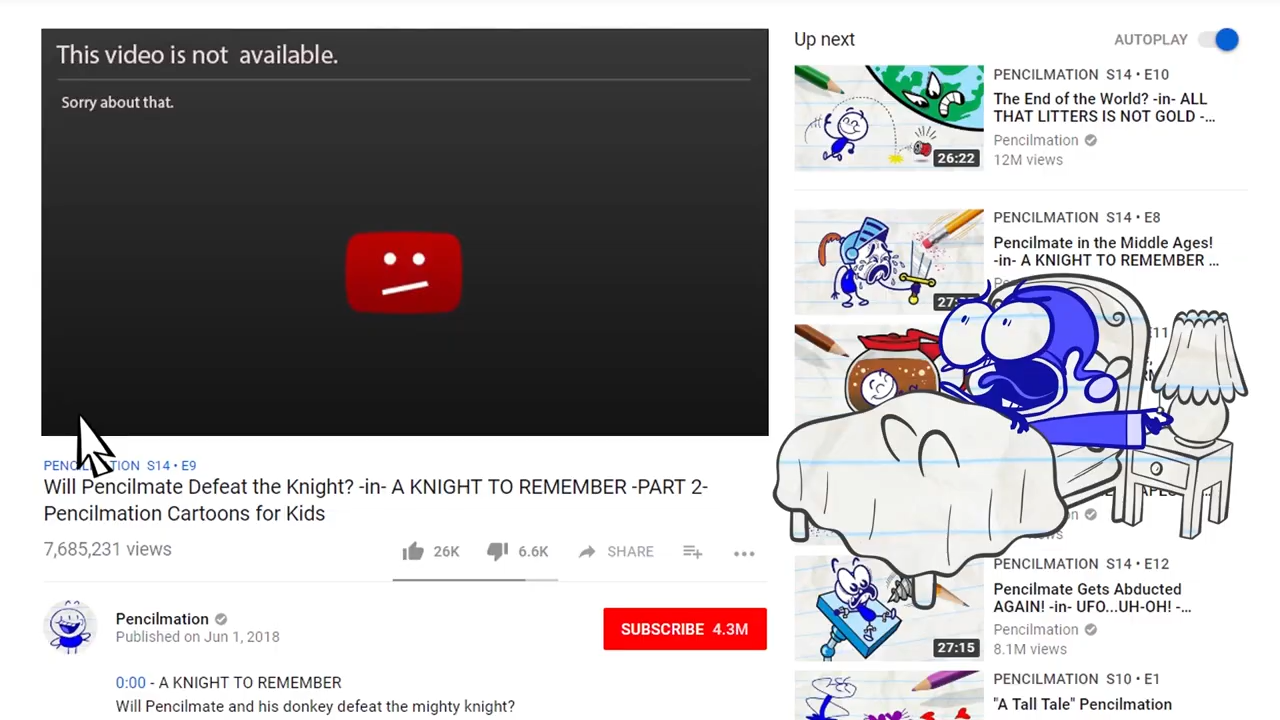 This video is not available.
Sorry about that.
PENCILMATION S14 • E9
Will Pencilmate Defeat the Knight? -in- A KNIGHT TO REMEMBER -PART 2-
Pencilmation Cartoons for Kids
7,685,231 views
26K
6.6K
SHARE
Pencilmation
Published on Jun 1, 2018
SUBSCRIBE 4.3M
0:00 - A KNIGHT TO REMEMBER
Will Pencilmate and his donkey defeat the mighty knight?
Up next
AUTOPLAY
PENCILMATION S14 • E10
The End of the World? -in- ALL
THAT LITTERS IS NOT GOLD -...
Pencilmation
12M views
26:22
PENCILMATION S14 • E8
Pencilmate in the Middle Ages!
-in- A KNIGHT TO REMEMBER ...
PENCILMATION S14 • E12
Pencilmate Gets Abducted
AGAIN! -in- UFO...UH-OH! -...
Pencilmation
8.1M views
27:15
PENCILMATION S10 • E1
"A Tall Tale" Pencilmation